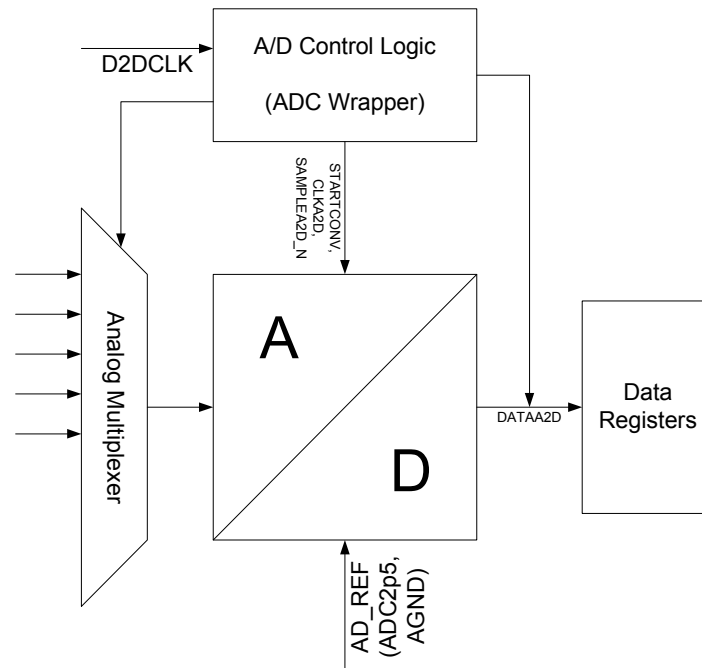 A/D Control Logic
(ADC Wrapper)
D2DCLK
STARTCONV,
CLKA2D,
SAMPLEA2D_N
Analog Multiplexer
A
D
DATAA2D
Data
Registers
AD_REF
(ADC2p5,
AGND)